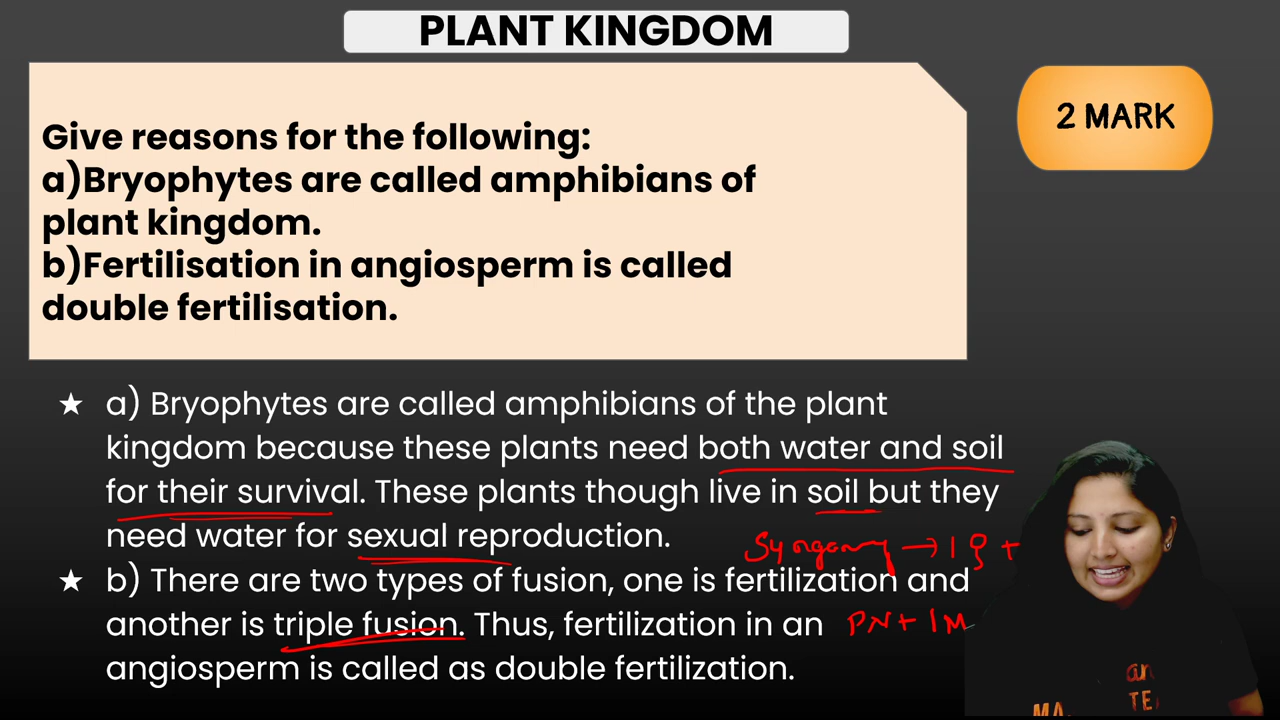 PLANT KINGDOM
2 MARK
Give reasons for the following:
a)Bryophytes are called amphibians of
plant kingdom.
b)Fertilisation in angiosperm is called
double fertilisation.
★ a) Bryophytes are called amphibians of the plant
kingdom because these plants need both water and soil
for their survival. These plants though live in soil but they
need water for sexual reproduction.
Syngamy → 1 +
★ b) There are two types of fusion, one is fertilization and
another is triple fusion. Thus, fertilization in an
PN + 1M
angiosperm is called as double fertilization.